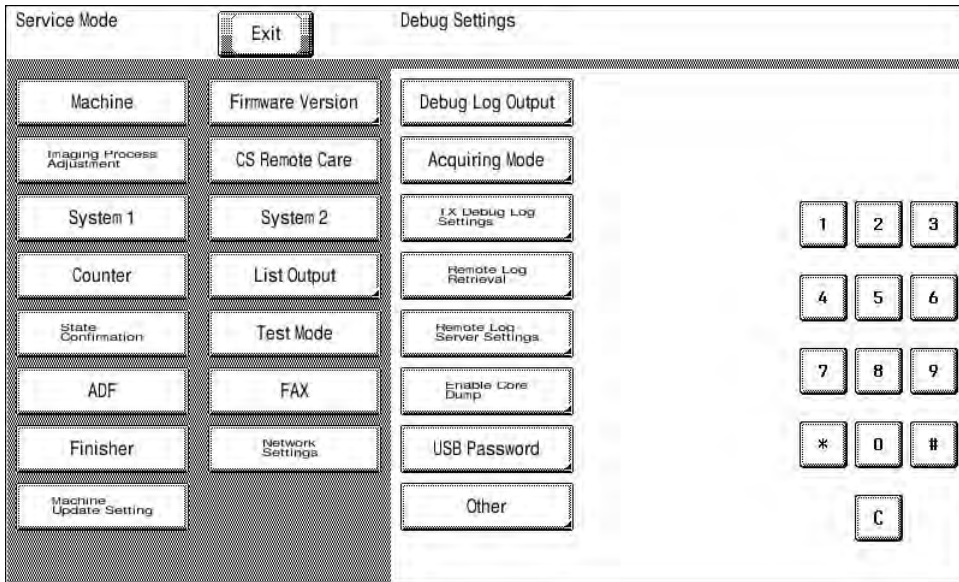 Service Mode
Exit
Debug Settings
Machine
Firmware Version
Debug Log Output
Imaging Process
Adjustment
CS Remote Care
Acquiring Mode
System 1
System 2
TX Debug Log
Settings
1 2 3
Counter
List Output
Remote Log
Retrieval
4 5 6
State
Confirmation
Test Mode
Remote Log
Server Settings
ADF
FAX
Enable Core
Dump
7 8 9
Finisher
Network
Settings
USB Password
* 0 #
Machine
Update Setting
Other
C